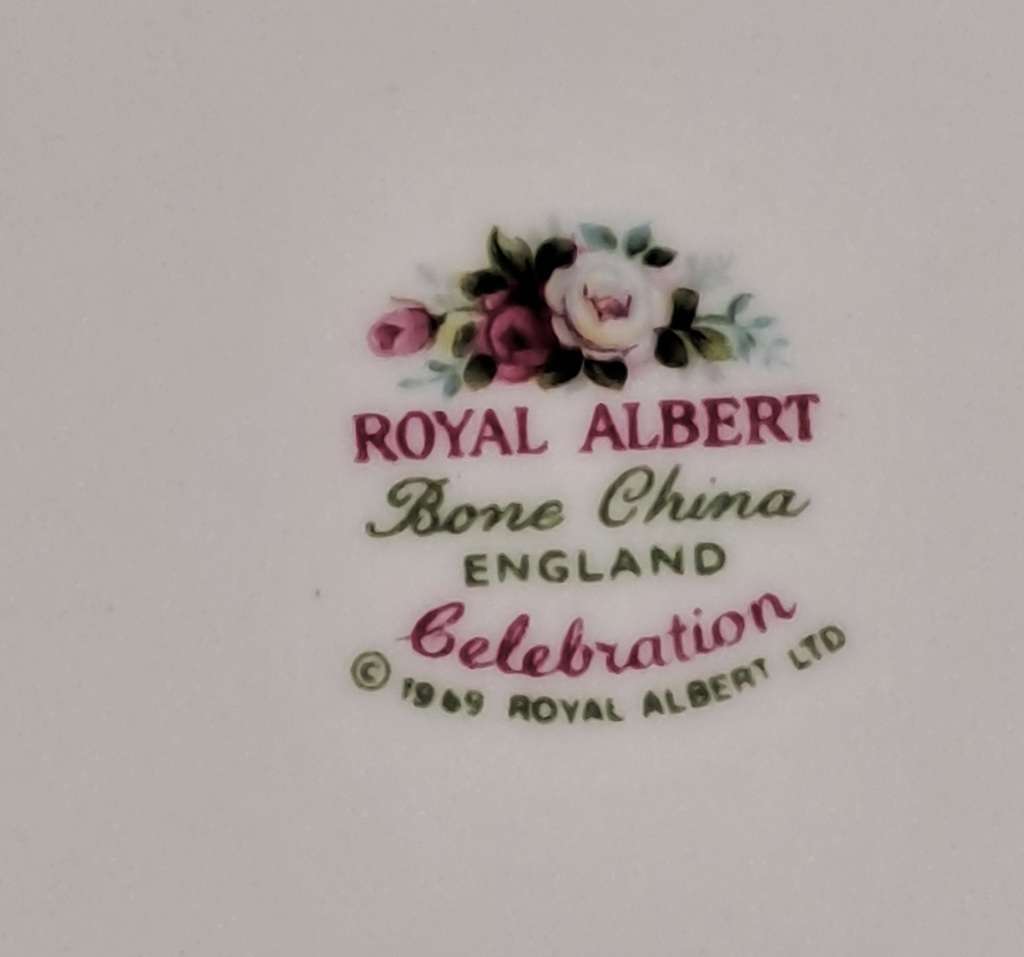 ROYAL ALBERT
Bone China
ENGLAND
Celebration
© 1969 ROYAL ALBERT LTD